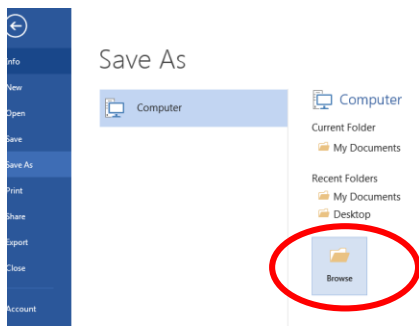 nfo
New
Open
Save
Save As
Print
Share
Export
Close
Account
Save As
Computer
Computer
Current Folder
My Documents
Recent Folders
My Documents
Desktop
Browse